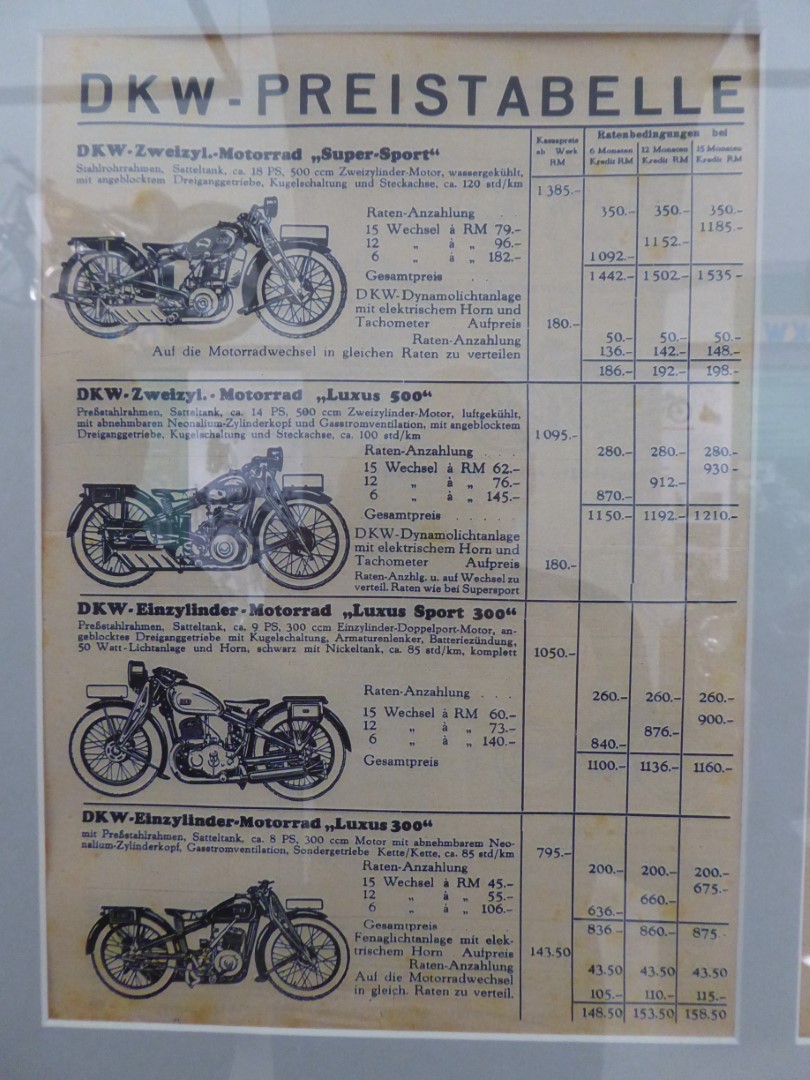 DKW-PREISTABELLE
Kassapreis ab Werk RM
Ratenbedingungen bei
6 Monaten Kredit RM
12 Monaten Kredit RM
15 Monaten Kredit RM
DKW-Zweizyl.-Motorrad „Super-Sport“
Stahlrohrrahmen, Satteltank, ca. 18 PS, 500 ccm Zweizylinder-Motor, wassergekühlt,
mit angeblocktem Dreiganggetriebe, Kugelschaltung und Steckachse, ca. 120 std/km
1385.-
Raten-Anzahlung . . 350.- 350.- 350.-
15 Wechsel à RM 79.- 1185.-
12 „ à „ 96.- 1152.-
6 „ à „ 182.- 1092.-
Gesamtpreis . . 1442.- 1502.- 1535-
DKW-Dynamolichtanlage
mit elektrischem Horn und
Tachometer Aufpreis 180.-
Raten-Anzahlung 50.- 50.- 50.-
Auf die Motorradwechsel in gleichen Raten zu verteilen 136.- 142.- 148.-
186.- 192.- 198.-
DKW-Zweizyl.-Motorrad „Luxus 500“
Preßstahlrahmen, Satteltank, ca. 14 PS, 500 ccm Zweizylinder-Motor, luftgekühlt,
mit abnehmbaren Neonalium-Zylinderkopf und Gasstromventilation, mit angeblocktem
Dreiganggetriebe, Kugelschaltung und Steckachse, ca. 100 std/km 1095.-
Raten-Anzahlung . . . 280.- 280.- 280.-
15 Wechsel à RM 62.- 930-
12 „ à „ 76.- 912.-
6 „ à „ 145.- 870.-
Gesamtpreis . . . . . 1150.- 1192.- 1210.-
DKW-Dynamolichtanlage
mit elektrischem Horn und
Tachometer Aufpreis 180.-
Raten-Anzhlg. u. auf Wechsel zu
verteil. Raten wie bei Supersport
DKW-Einzylinder-Motorrad „Luxus Sport 300“
Preßstahlrahmen, Satteltank, ca. 9 PS, 300 ccm Einzylinder-Doppelport-Motor, an-
geblocktes Dreiganggetriebe mit Kugelschaltung, Armaturenlenker, Batteriezündung,
50 Watt-Lichtanlage und Horn, schwarz mit Nickeltank, ca. 85 std/km, komplett 1050.-
Raten-Anzahlung . . . 260.- 260.- 260.-
15 Wechsel à RM 60.- 900.-
12 „ à „ 73.- 876.-
6 „ à „ 140.- 840.-
Gesamtpreis 1100.- 1136.- 1160.-
DKW-Einzylinder-Motorrad „Luxus 300“
mit Preßstahlrahmen, Satteltank, ca. 8 PS, 300 ccm Motor mit abnehmbarem Neo-
nalium-Zylinderkopf, Gasstromventilation, Sondergetriebe Kette/Kette, ca. 85 std/km 795.-
Raten-Anzahlung 200.- 200.- 200.-
15 Wechsel à RM 45.- 675.-
12 „ à „ 55.- 660.-
6 „ à „ 106.- 636.-
Gesamtpreis 836- 860.- 875.
Fenaglichtanlage mit elek-
trischem Horn Aufpreis 143.50
Raten-Anzahlung 43.50 43.50 43.50
Auf die Motorradwechsel
in gleich. Raten zu verteil. 105.- 110.- 115.-
148.50 153.50 158.50